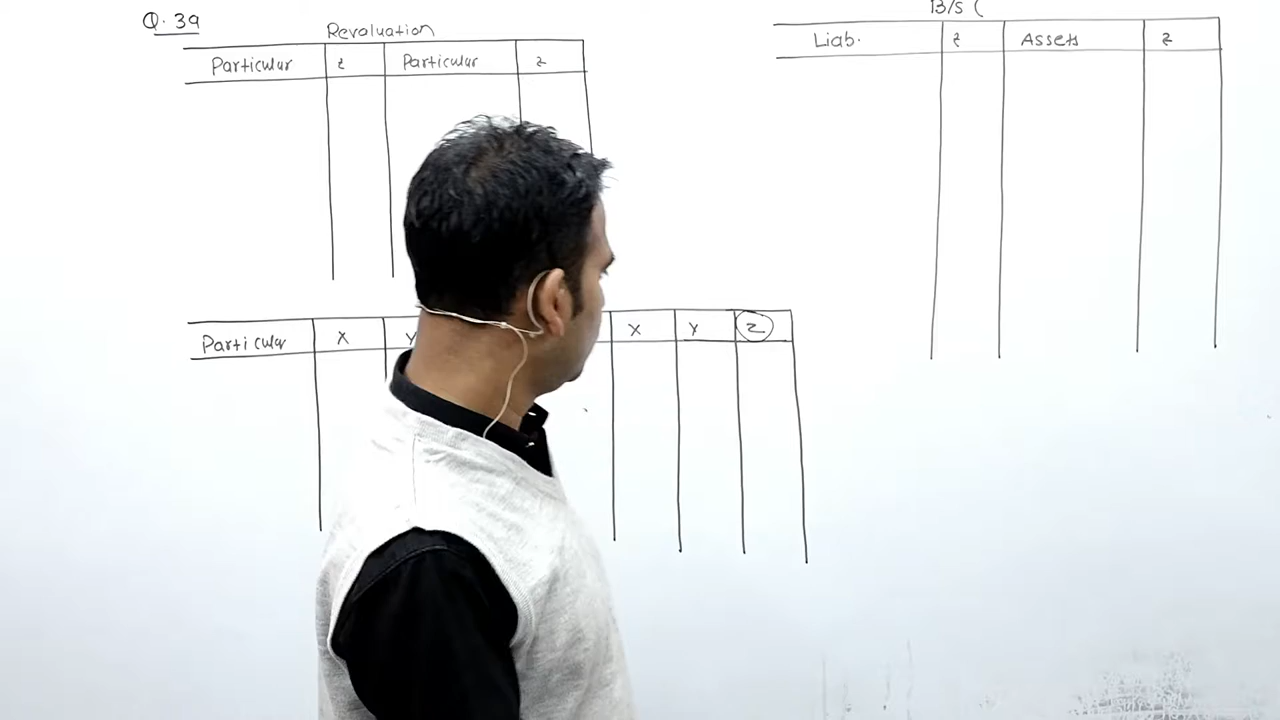 Q. 39
Revaluation
Particular ₹ Particular ₹
Particular X Y X Y Z
B/S (
Liab. ₹ Assets ₹